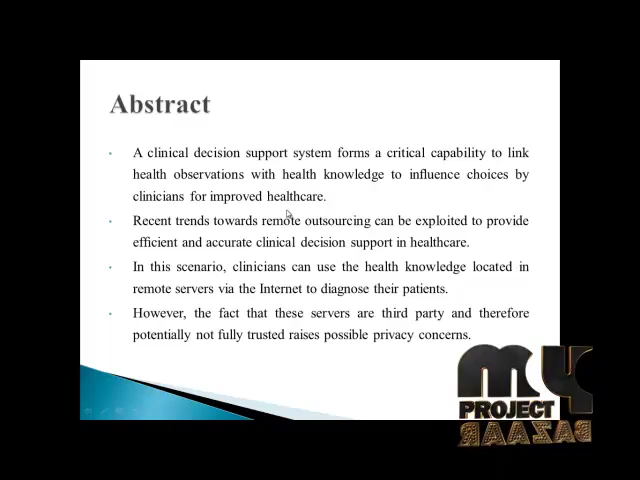 Abstract
A clinical decision support system forms a critical capability to link
health observations with health knowledge to influence choices by
clinicians for improved healthcare.
Recent trends towards remote outsourcing can be exploited to provide
efficient and accurate clinical decision support in healthcare.
In this scenario, clinicians can use the health knowledge located in
remote servers via the Internet to diagnose their patients.
However, the fact that these servers are third party and therefore
potentially not fully trusted raises possible privacy concerns.
my
PROJECT
BAZAAR